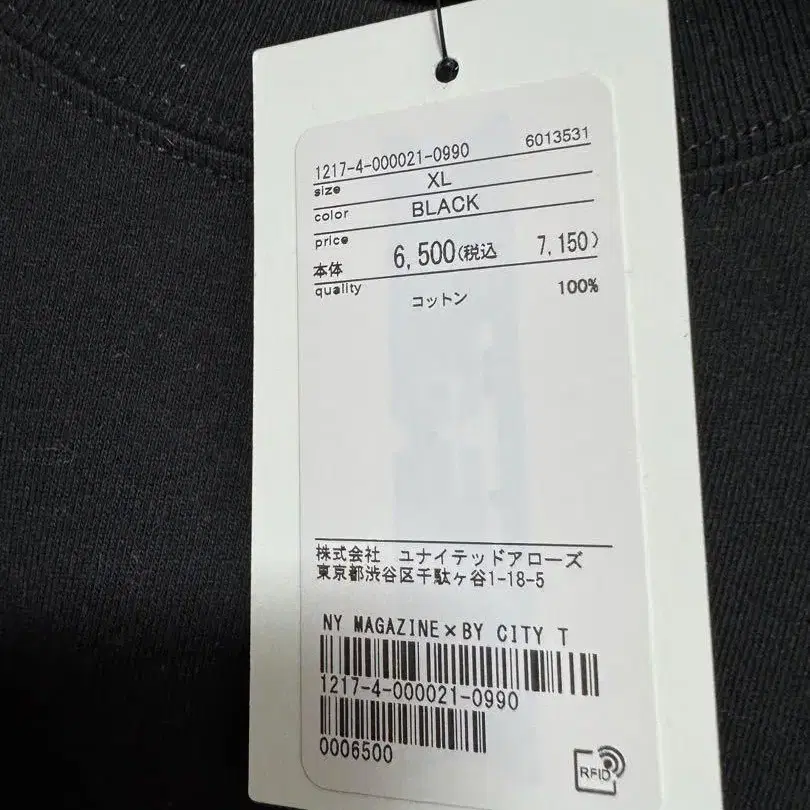 1217-4-000021-0990 6013531
size XL
color BLACK
price
本体 6,500(税込 7,150)
quality コットン 100%
株式会社 ユナイテッドアローズ
東京都渋谷区千駄ヶ谷1-18-5
NY MAGAZINE×BY CITY T
1217-4-000021-0990
0006500
RFID